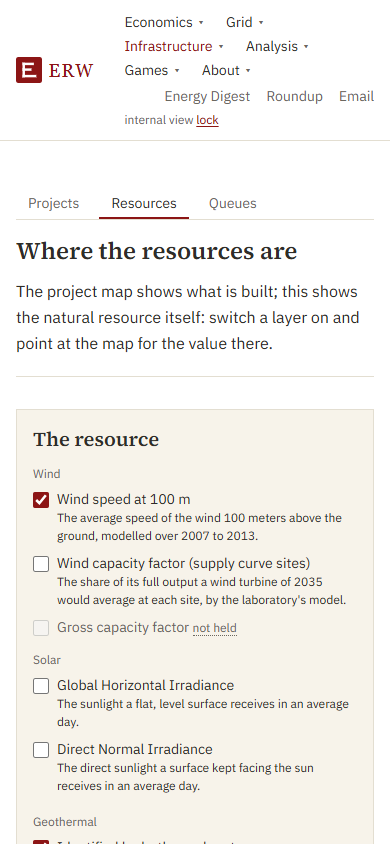 E ERW
Economics Grid
Infrastructure Analysis
Games About
Energy Digest Roundup Email
internal view lock
Projects Resources Queues
Where the resources are
The project map shows what is built; this shows
the natural resource itself: switch a layer on and
point at the map for the value there.
The resource
Wind
Wind speed at 100 m
The average speed of the wind 100 meters above the
ground, modelled over 2007 to 2013.
Wind capacity factor (supply curve sites)
The share of its full output a wind turbine of 2035
would average at each site, by the laboratory's model.
Gross capacity factor not held
Solar
Global Horizontal Irradiance
The sunlight a flat, level surface receives in an average
day.
Direct Normal Irradiance
The direct sunlight a surface kept facing the sun
receives in an average day.
Geothermal